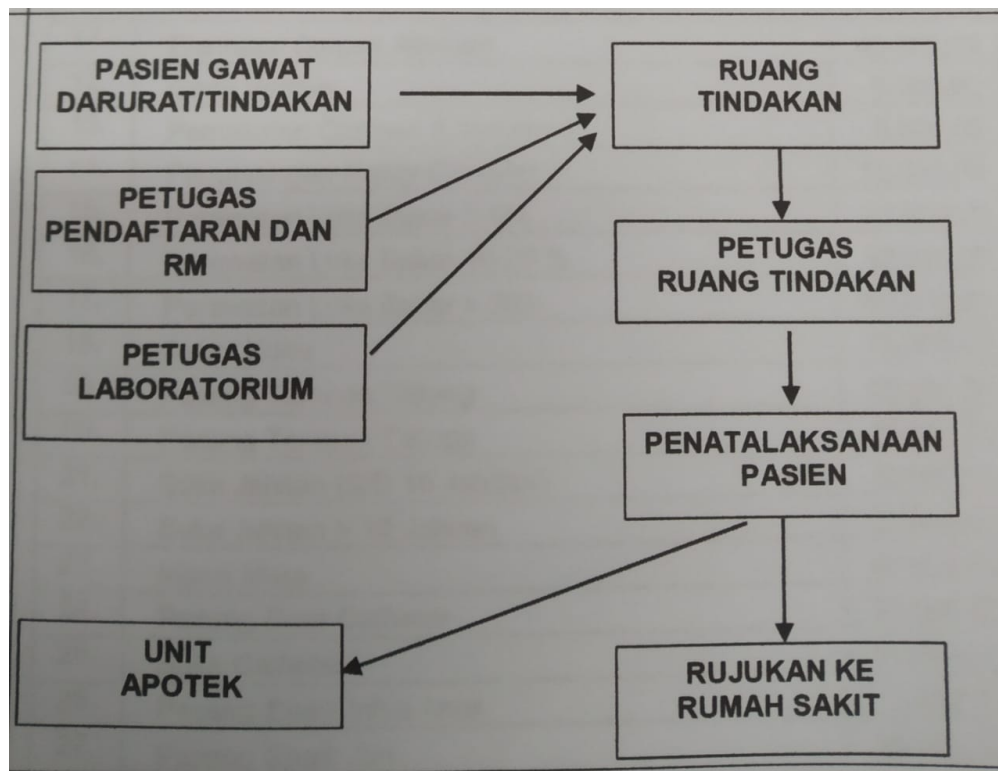 PASIEN GAWAT
DARURAT/TINDAKAN
RUANG
TINDAKAN
PETUGAS
PENDAFTARAN DAN
RM
PETUGAS
RUANG TINDAKAN
PETUGAS
LABORATORIUM
PENATALAKSANAAN
PASIEN
UNIT
APOTEK
RUJUKAN KE
RUMAH SAKIT